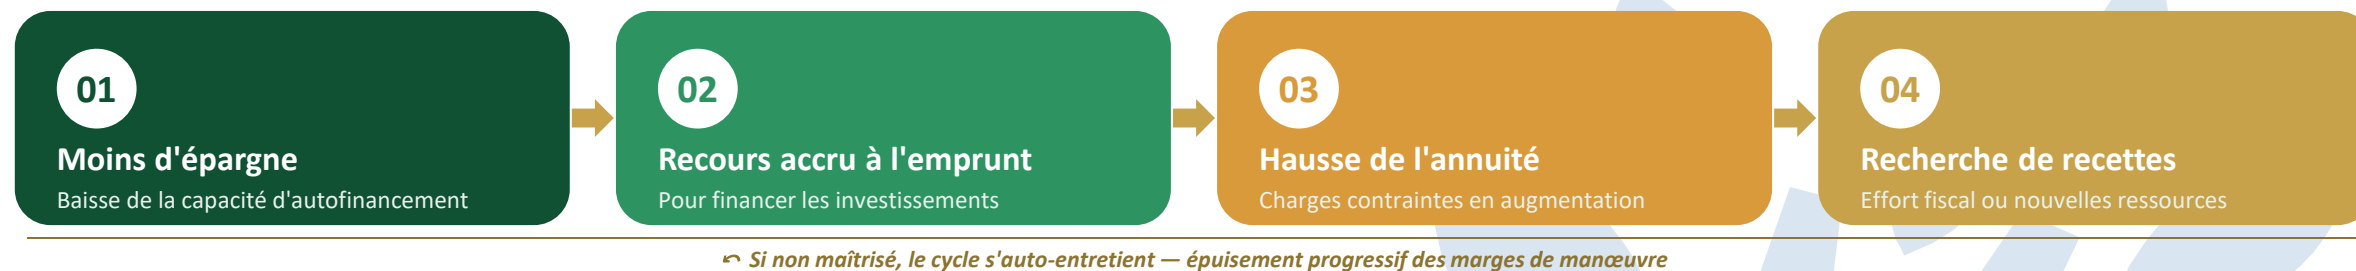 01
Moins d'épargne
Baisse de la capacité d'autofinancement
02
Recours accru à l'emprunt
Pour financer les investissements
03
Hausse de l'annuité
Charges contraintes en augmentation
04
Recherche de recettes
Effort fiscal ou nouvelles ressources
⤺ Si non maîtrisé, le cycle s'auto-entretient — épuisement progressif des marges de manœuvre